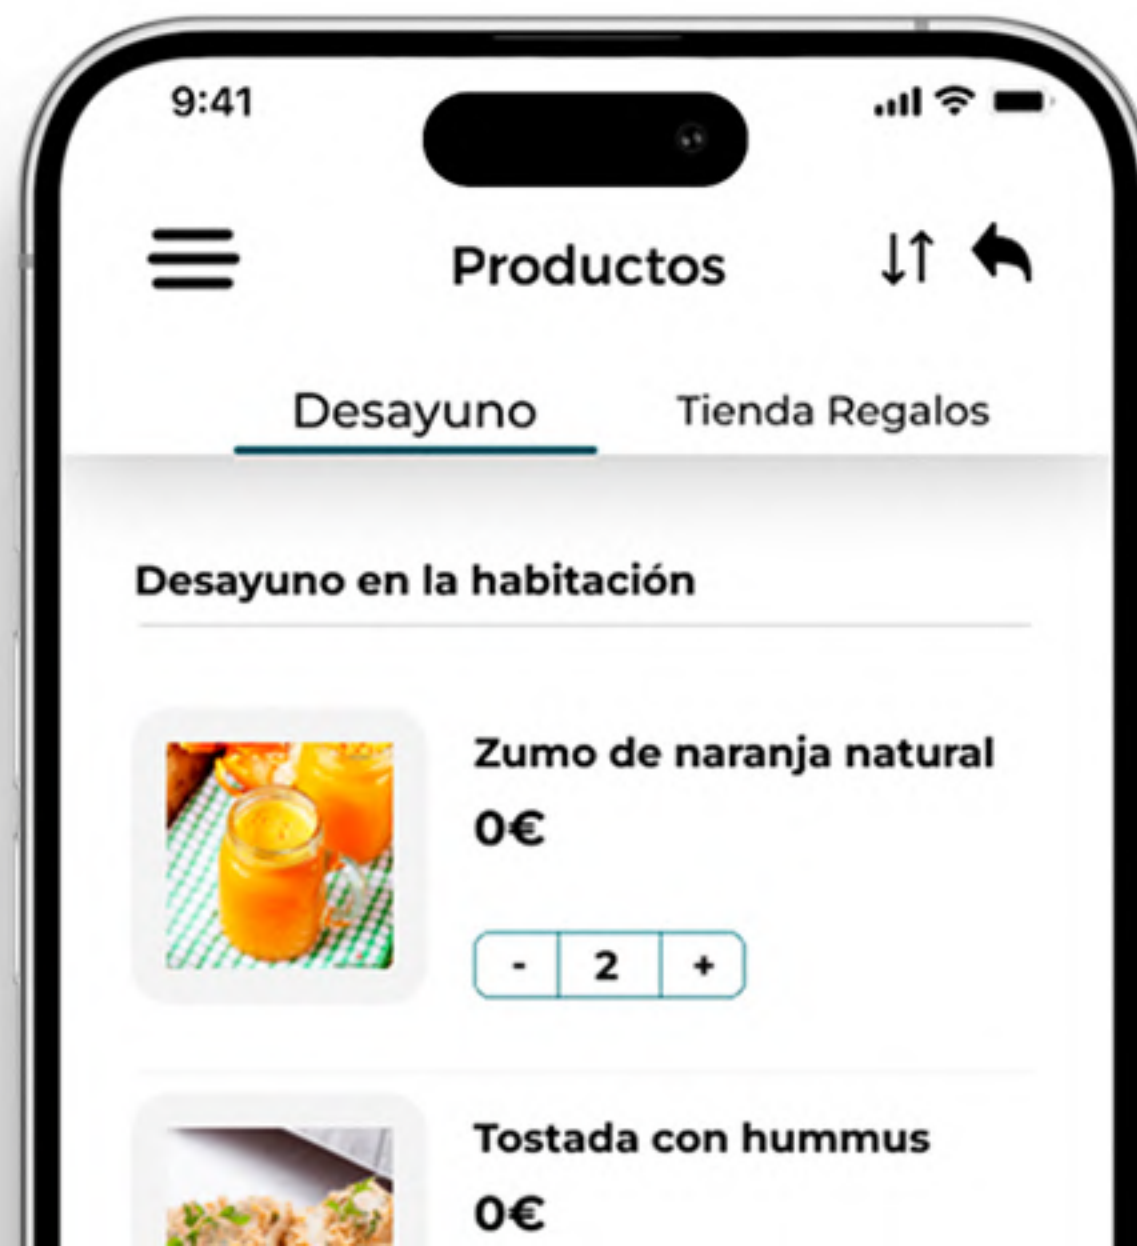 9:41
Productos
Desayuno Tienda Regalos
Desayuno en la habitación
Zumo de naranja natural
0€
- 2 +
Tostada con hummus
0€